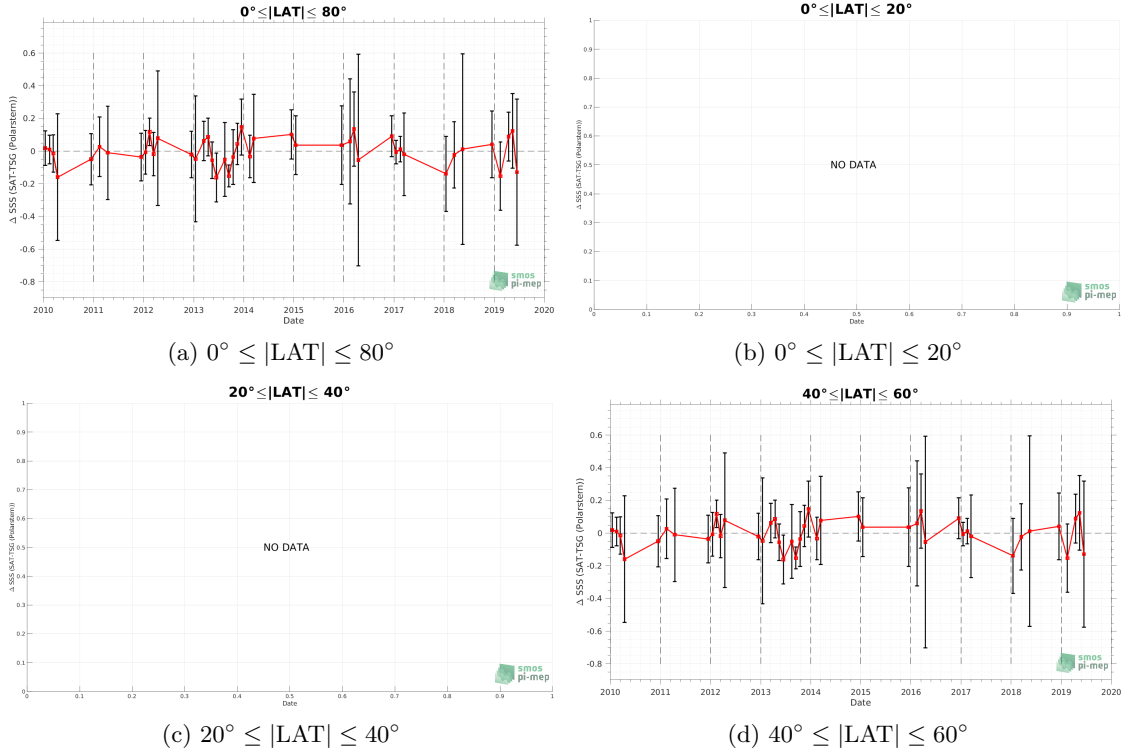 0°≤|LAT|≤ 80°
Δ SSS (SAT-TSG (Polarstern))
0.6
0.4
0.2
0
-0.2
-0.4
-0.6
-0.8
2010 2011 2012 2013 2014 2015 2016 2017 2018 2019 2020
Date
smos
pi-mep
(a) 0° ≤ |LAT| ≤ 80°
0°≤|LAT|≤ 20°
Δ SSS (SAT-TSG (Polarstern))
1
0.9
0.8
0.7
0.6
0.5
0.4
0.3
0.2
0.1
0
NO DATA
0 0.1 0.2 0.3 0.4 0.5 0.6 0.7 0.8 0.9 1
Date
smos
pi-mep
(b) 0° ≤ |LAT| ≤ 20°
20°≤|LAT|≤ 40°
Δ SSS (SAT-TSG (Polarstern))
1
0.9
0.8
0.7
0.6
0.5
0.4
0.3
0.2
0.1
0
NO DATA
0 0.1 0.2 0.3 0.4 0.5 0.6 0.7 0.8 0.9 1
Date
smos
pi-mep
(c) 20° ≤ |LAT| ≤ 40°
40°≤|LAT|≤ 60°
Δ SSS (SAT-TSG (Polarstern))
0.6
0.4
0.2
0
-0.2
-0.4
-0.6
-0.8
2010 2011 2012 2013 2014 2015 2016 2017 2018 2019 2020
Date
smos
pi-mep
(d) 40° ≤ |LAT| ≤ 60°